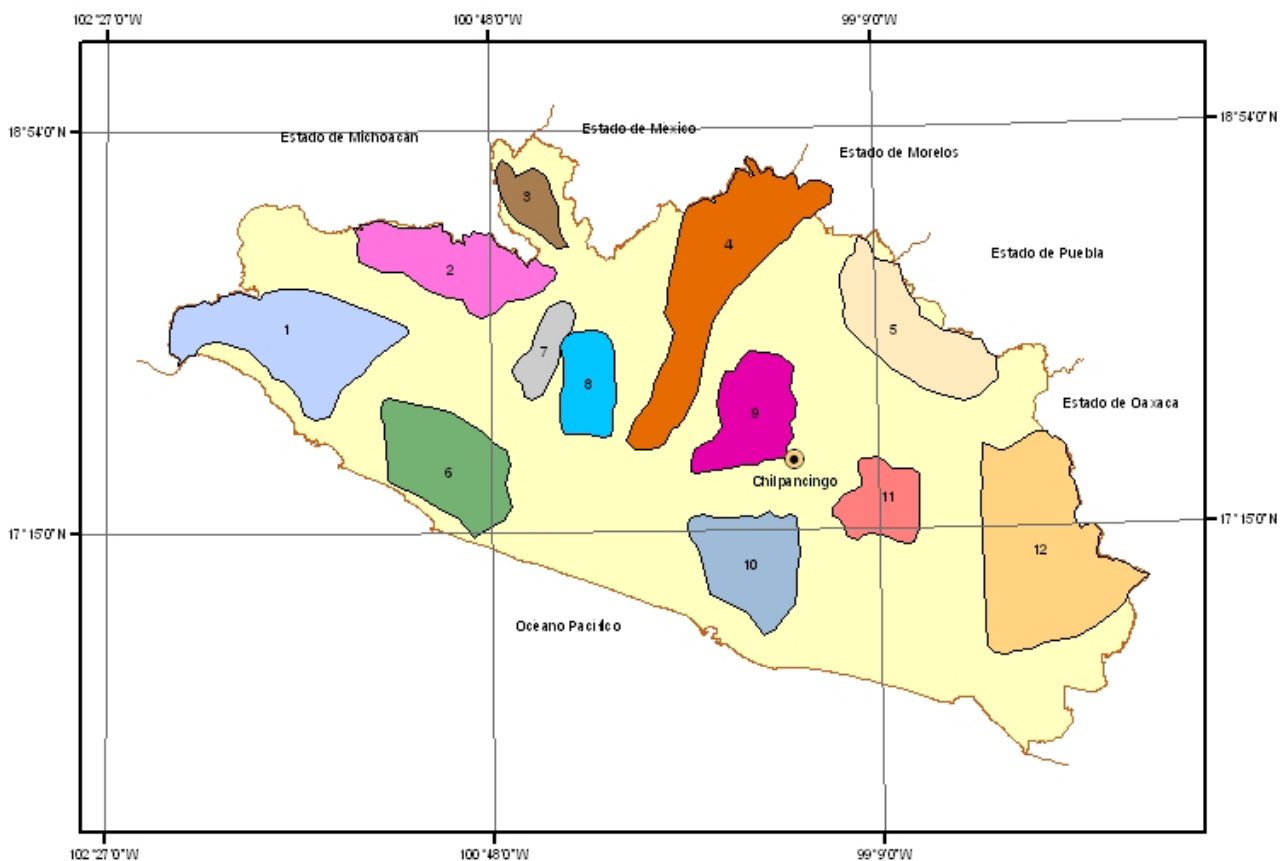 102°27'0"W
100°48'0"W
99°9'0"W
18°54'0"N
18°54'0"N
Estado de Michoacán
Estado de México
Estado de Morelos
3
4
Estado de Puebla
2
1
5
7
8
Estado de Oaxaca
9
6
Chilpancingo
11
17°15'0"N
17°15'0"N
12
10
Océano Pacífico
102°27'0"W
100°48'0"W
99°9'0"W